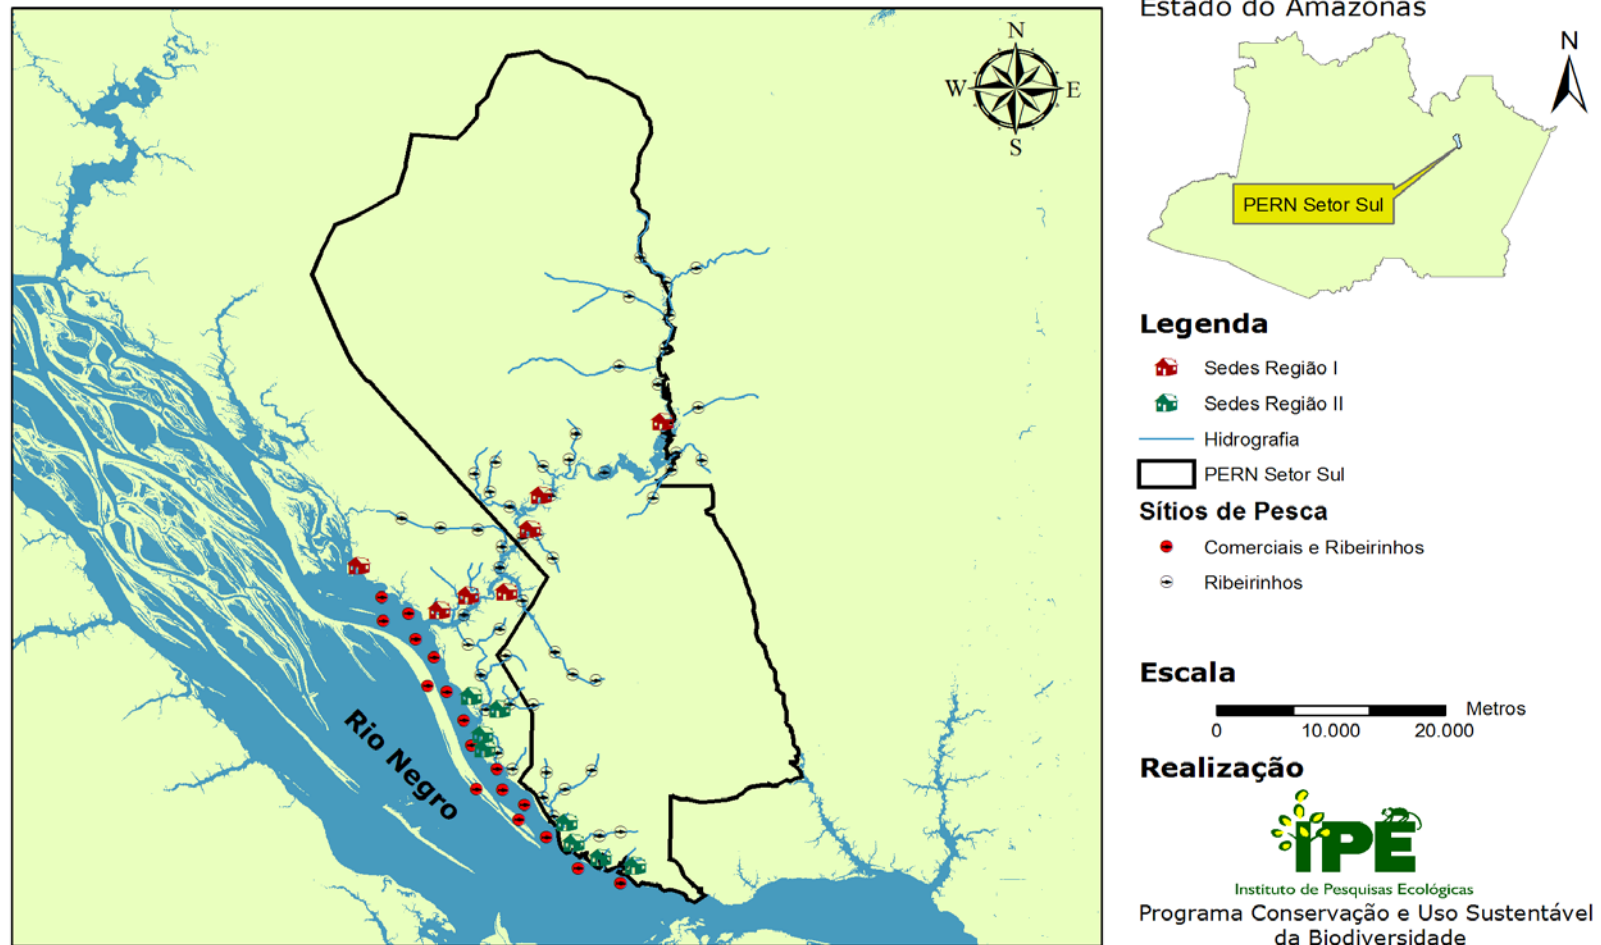 Estado do Amazonas
N
W
E
S
N
PERN Setor Sul
Legenda
Sedes Região I
Sedes Região II
Hidrografia
PERN Setor Sul
Sítios de Pesca
Comerciais e Ribeirinhos
Ribeirinhos
Rio Negro
Escala
Metros
0 10.000 20.000
Realização
IPÊ
Instituto de Pesquisas Ecológicas
Programa Conservação e Uso Sustentável
da Biodiversidade